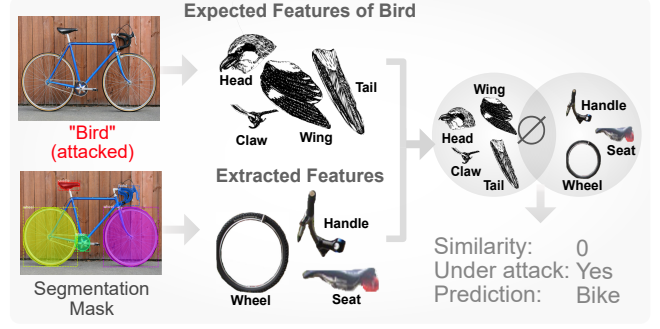 Expected Features of Bird
Head
Tail
Claw
Wing
"Bird"
(attacked)
Extracted Features
Handle
Wheel
Seat
Segmentation
Mask
Wing
Head
Claw
Tail
Ø
Handle
Seat
Wheel
Similarity: 0
Under attack: Yes
Prediction: Bike